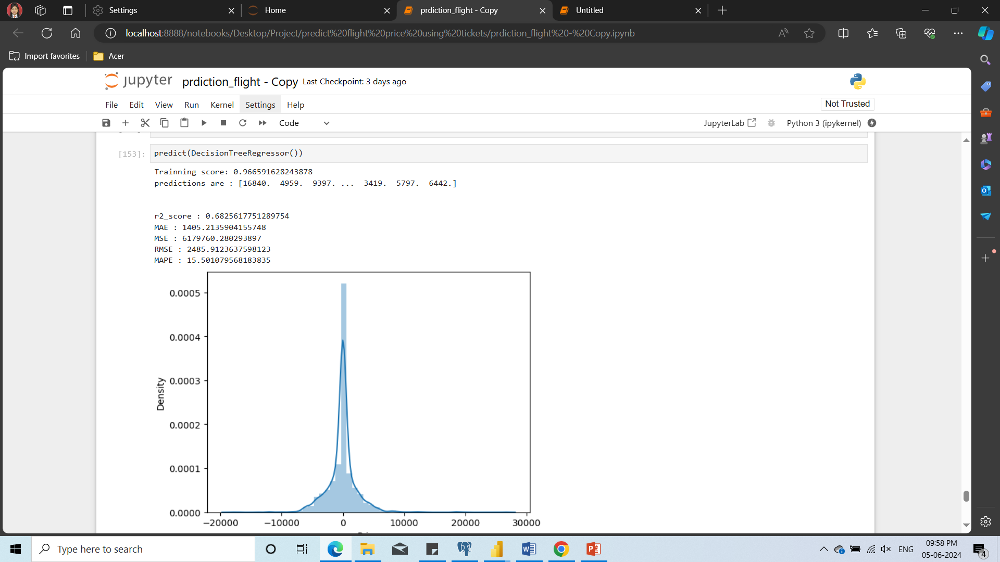 Settings
Home
prdiction_flight - Copy
Untitled
localhost:8888/notebooks/Desktop/Project/predict%20flight%20price%20using%20tickets/prdiction_flight%20-%20Copy.ipynb
Import favorites
Acer
jupyter prdiction_flight - Copy Last Checkpoint: 3 days ago
File Edit View Run Kernel Settings Help
Not Trusted
Code
JupyterLab
Python 3 (ipykernel)
[153]: predict(DecisionTreeRegressor())
Trainning score: 0.966591628243878
predictions are : [16840. 4959. 9397. ... 3419. 5797. 6442.]
r2_score : 0.6825617751289754
MAE : 1405.2135904155748
MSE : 6179760.280293897
RMSE : 2485.9123637598123
MAPE : 15.501079568183835
0.0005
0.0004
0.0003
0.0002
0.0001
0.0000
Density
−20000 −10000 0 10000 20000 30000
Type here to search
ENG
09:58 PM
05-06-2024
4